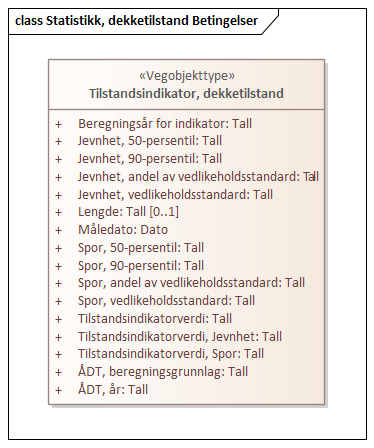 class Statistikk, dekketilstand Betingelser
«Vegobjekttype»
Tilstandsindikator, dekketilstand
+ Beregningsår for indikator: Tall
+ Jevnhet, 50-persentil: Tall
+ Jevnhet, 90-persentil: Tall
+ Jevnhet, andel av vedlikeholdsstandard: Tall
+ Jevnhet, vedlikeholdsstandard: Tall
+ Lengde: Tall [0..1]
+ Måledato: Dato
+ Spor, 50-persentil: Tall
+ Spor, 90-persentil: Tall
+ Spor, andel av vedlikeholdsstandard: Tall
+ Spor, vedlikeholdsstandard: Tall
+ Tilstandsindikatorverdi: Tall
+ Tilstandsindikatorverdi, Jevnhet: Tall
+ Tilstandsindikatorverdi, Spor: Tall
+ ÅDT, beregningsgrunnlag: Tall
+ ÅDT, år: Tall